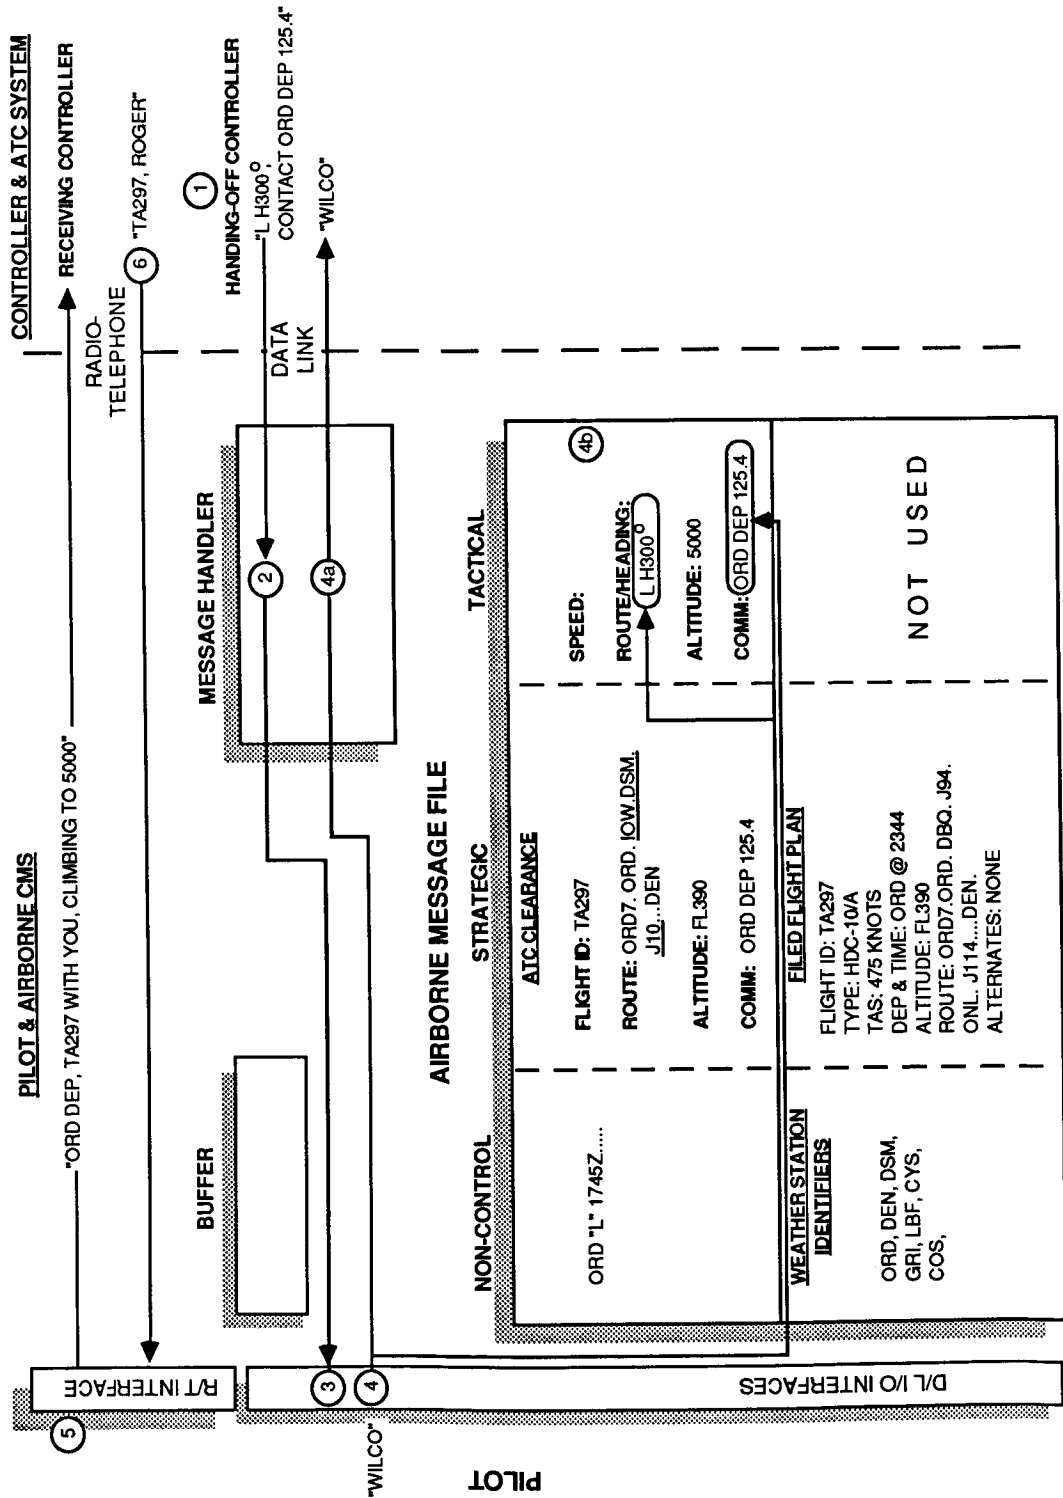 PILOT & AIRBORNE CMS
CONTROLLER & ATC SYSTEM
5
R/T INTERFACE
"ORD DEP, TA297 WITH YOU, CLIMBING TO 5000"
RECEIVING CONTROLLER
RADIO-
TELEPHONE
6
"TA297, ROGER"
BUFFER
MESSAGE HANDLER
1
HANDING-OFF CONTROLLER
2
"L H300°,
CONTACT ORD DEP 125.4"
DATA
LINK
3
4a
"WILCO"
PILOT
"WILCO"
4
D/L I/O INTERFACES
AIRBORNE MESSAGE FILE
NON-CONTROL
STRATEGIC
TACTICAL
ORD "L" 1745Z.....
ATC CLEARANCE
FLIGHT ID: TA297
ROUTE: ORD7. ORD. IOW.DSM.
J10...DEN
ALTITUDE: FL390
COMM: ORD DEP 125.4
4b
SPEED:
ROUTE/HEADING:
L H300°
ALTITUDE: 5000
COMM: ORD DEP 125.4
WEATHER STATION
IDENTIFIERS
ORD, DEN, DSM,
GRI, LBF, CYS,
COS,
FILED FLIGHT PLAN
FLIGHT ID: TA297
TYPE: HDC-10/A
TAS: 475 KNOTS
DEP & TIME: ORD @ 2344
ALTITUDE: FL390
ROUTE: ORD7.ORD. DBQ. J94.
ONL. J114....DEN.
ALTERNATES: NONE
NOT USED